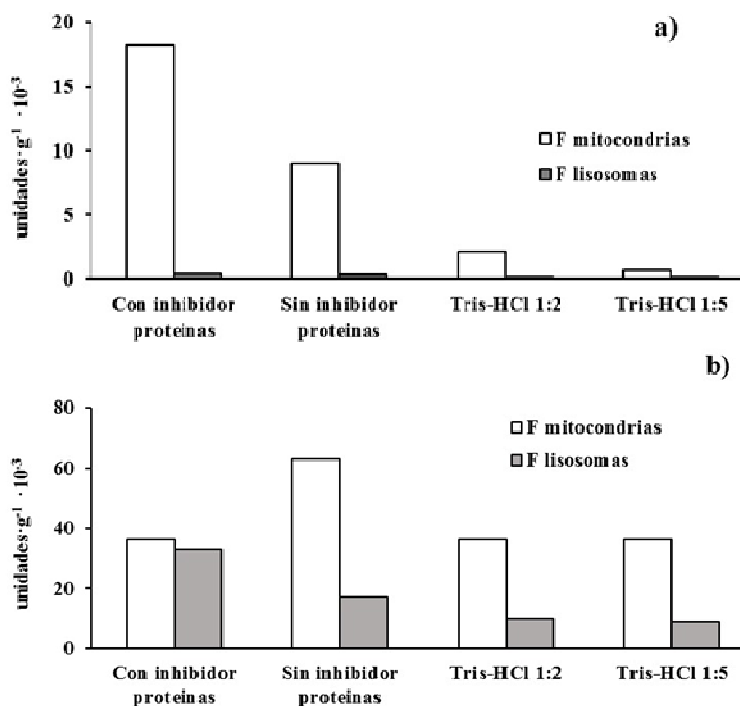 a)
20
15
10
5
0
unidades·g⁻¹ · 10⁻³
F mitocondrias
F lisosomas
Con inhibidor proteinas
Sin inhibidor proteinas
Tris-HCl 1:2
Tris-HCl 1:5
b)
80
60
40
20
0
unidades·g⁻¹ · 10⁻³
F mitocondrias
F lisosomas
Con inhibidor proteinas
Sin inhibidor proteinas
Tris-HCl 1:2
Tris-HCl 1:5